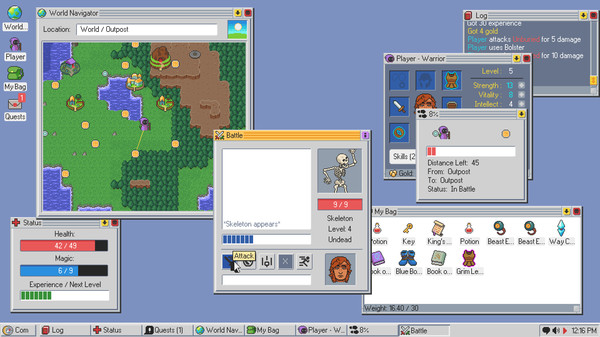 World Navigator
Location:
World / Outpost
World...
Player
My Bag
Quests
Log
Got 30 experience
Got 4 gold
Player attacks
for 5 damage
Player uses Bolster
for 10 damage
Player - Warrior
Level : 5
Strength : 13
Vitality :
Intellect : 4
Skills (2
Gold:
8%
Distance Left: 45
From: Outpost
To: Outpost
Status: In Battle
Battle
*Skeleton appears*
9 / 9
Skeleton
Level: 4
Undead
Attack
Status
Health:
42 / 49
Magic:
6 / 9
Experience / Next Level
My Bag
Potion
Key
King's...
Potion
Beast E...
Beast E...
Way C...
Book o...
Blue Bo...
Book o...
Grim Le...
Weight: 16.40 / 30
Com
Log
Status
Quests (1)
World Nav...
My Bag
Player - W...
8%
Battle
12:16 PM